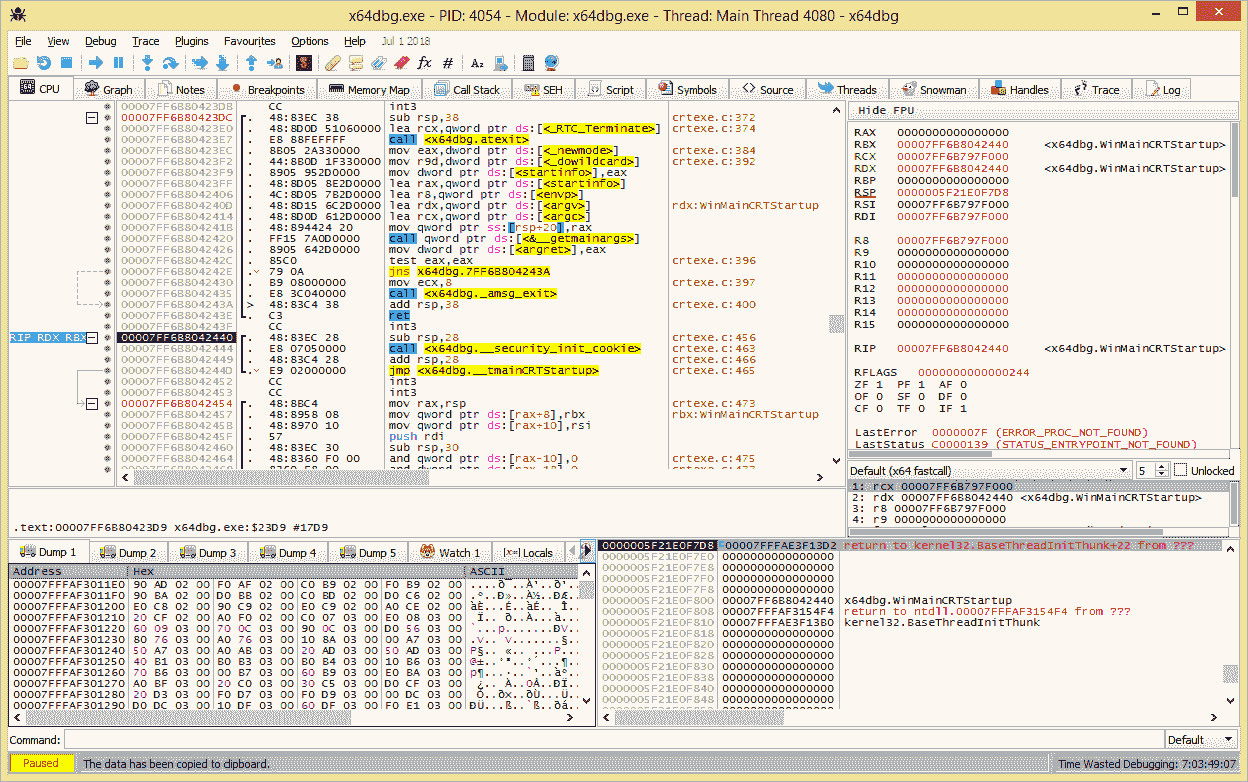 x64dbg.exe - PID: 4054 - Module: x64dbg.exe - Thread: Main Thread 4080 - x64dbg
File View Debug Trace Plugins Favourites Options Help Jul 1 2018
CPU Graph Notes Breakpoints Memory Map Call Stack SEH Script Symbols Source Threads Snowman Handles Trace Log
00007FF6B80423DB CC int3
00007FF6B80423DC 48:83EC 38 sub rsp,38 crtexe.c:372
00007FF6B80423E0 48:8D0D 51060000 lea rcx,qword ptr ds:[<_RTC_Terminate>] crtexe.c:374
00007FF6B80423E7 E8 88FEFFFF call <x64dbg.atexit>
00007FF6B80423EC 8B05 2A330000 mov eax,dword ptr ds:[<_newmode>] crtexe.c:384
00007FF6B80423F2 44:8B0D 1F330000 mov r9d,dword ptr ds:[<_dowildcard>] crtexe.c:392
00007FF6B80423F9 8905 952D0000 mov dword ptr ds:[<startinfo>],eax
00007FF6B80423FF 48:8D05 8E2D0000 lea rax,qword ptr ds:[<startinfo>]
00007FF6B8042406 4C:8D05 7B2D0000 lea r8,qword ptr ds:[<envp>]
00007FF6B804240D 48:8D15 6C2D0000 lea rdx,qword ptr ds:[<argv>] rdx:WinMainCRTStartup
00007FF6B8042414 48:8D0D 612D0000 lea rcx,qword ptr ds:[<argc>]
00007FF6B804241B 48:894424 20 mov qword ptr ss:[rsp+20],rax
00007FF6B8042420 FF15 7A0D0000 call qword ptr ds:[<&__getmainargs>]
00007FF6B8042426 8905 642D0000 mov dword ptr ds:[<argret>],eax
00007FF6B804242C 85C0 test eax,eax crtexe.c:396
00007FF6B804242E 79 0A jns x64dbg.7FF6B804243A
00007FF6B8042430 B9 08000000 mov ecx,8 crtexe.c:397
00007FF6B8042435 E8 3C040000 call <x64dbg._amsg_exit>
00007FF6B804243A 48:83C4 38 add rsp,38 crtexe.c:400
00007FF6B804243E C3 ret
00007FF6B804243F CC int3
RIP RDX RBX 00007FF6B8042440 48:83EC 28 sub rsp,28 crtexe.c:456
00007FF6B8042444 E8 07050000 call <x64dbg.__security_init_cookie> crtexe.c:463
00007FF6B8042449 48:83C4 28 add rsp,28 crtexe.c:466
00007FF6B804244D E9 02000000 jmp <x64dbg.__tmainCRTStartup> crtexe.c:465
00007FF6B8042452 CC int3
00007FF6B8042453 CC int3
00007FF6B8042454 48:8BC4 mov rax,rsp crtexe.c:473
00007FF6B8042457 48:8958 08 mov qword ptr ds:[rax+8],rbx rbx:WinMainCRTStartup
00007FF6B804245B 48:8970 10 mov qword ptr ds:[rax+10],rsi
00007FF6B804245F 57 push rdi
00007FF6B8042460 48:83EC 30 sub rsp,30
00007FF6B8042464 48:8360 F0 00 and qword ptr ds:[rax-10],0 crtexe.c:475
Hide FPU
RAX 0000000000000000
RBX 00007FF6B8042440 <x64dbg.WinMainCRTStartup>
RCX 00007FF6B797F000
RDX 00007FF6B8042440 <x64dbg.WinMainCRTStartup>
RBP 0000000000000000
RSP 0000005F21E0F7D8
RSI 00007FF6B797F000
RDI 00007FF6B797F000
R8 00007FF6B797F000
R9 0000000000000000
R10 0000000000000000
R11 0000000000000000
R12 0000000000000000
R13 0000000000000000
R14 0000000000000000
R15 0000000000000000
RIP 00007FF6B8042440 <x64dbg.WinMainCRTStartup>
RFLAGS 0000000000000244
ZF 1 PF 1 AF 0
OF 0 SF 0 DF 0
CF 0 TF 0 IF 1
LastError 0000007F (ERROR_PROC_NOT_FOUND)
LastStatus C0000139 (STATUS_ENTRYPOINT_NOT_FOUND)
Default (x64 fastcall) 5 Unlocked
1: rcx 00007FF6B797F000
2: rdx 00007FF6B8042440 <x64dbg.WinMainCRTStartup>
3: r8 00007FF6B797F000
4: r9 0000000000000000
.text:00007FF6B80423D9 x64dbg.exe:$23D9 #17D9
Dump 1 Dump 2 Dump 3 Dump 4 Dump 5 Watch 1 Locals
Address Hex ASCII
00007FFFAF3011E0 90 AD 02 00 F0 AF 02 00 C0 B9 02 00 F0 B9 02 00
00007FFFAF3011F0 90 BA 02 00 D0 BB 02 00 C0 BD 02 00 D0 C6 02 00
00007FFFAF301200 E0 C8 02 00 90 C9 02 00 E0 C9 02 00 A0 CE 02 00
00007FFFAF301210 20 CF 02 00 A0 F0 02 00 C0 07 03 00 E0 08 03 00
00007FFFAF301220 60 09 03 00 70 0C 03 00 90 0C 03 00 D0 56 03 00
00007FFFAF301230 80 76 03 00 A0 76 03 00 10 8A 03 00 00 A7 03 00
00007FFFAF301240 50 A7 03 00 A0 AB 03 00 20 AD 03 00 50 AD 03 00
00007FFFAF301250 40 B1 03 00 B0 B3 03 00 B0 B4 03 00 10 B6 03 00
00007FFFAF301260 70 B6 03 00 00 B7 03 00 60 B9 03 00 E0 BA 03 00
00007FFFAF301270 A0 BF 03 00 20 C0 03 00 30 C5 03 00 D0 CF 03 00
00007FFFAF301280 20 D3 03 00 F0 D7 03 00 F0 D9 03 00 00 DC 03 00
00007FFFAF301290 D0 DC 03 00 10 DF 03 00 60 DF 03 00 F0 E1 03 00
0000005F21E0F7D8 00007FFFAE3F13D2 return to kernel32.BaseThreadInitThunk+22 from ???
0000005F21E0F7E0 0000000000000000
0000005F21E0F7E8 0000000000000000
0000005F21E0F7F0 0000000000000000
0000005F21E0F7F8 0000000000000000
0000005F21E0F800 00007FF6B8042440 x64dbg.WinMainCRTStartup
0000005F21E0F808 00007FFFAF3154F4 return to ntdll.00007FFFAF3154F4 from ???
0000005F21E0F810 00007FFFAE3F13B0 kernel32.BaseThreadInitThunk
0000005F21E0F818 0000000000000000
0000005F21E0F820 0000000000000000
0000005F21E0F828 0000000000000000
0000005F21E0F830 0000000000000000
0000005F21E0F838 0000000000000000
0000005F21E0F840 0000000000000000
0000005F21E0F848 0000000000000000
Command: Default
Paused The data has been copied to clipboard. Time Wasted Debugging: 7:03:49:07